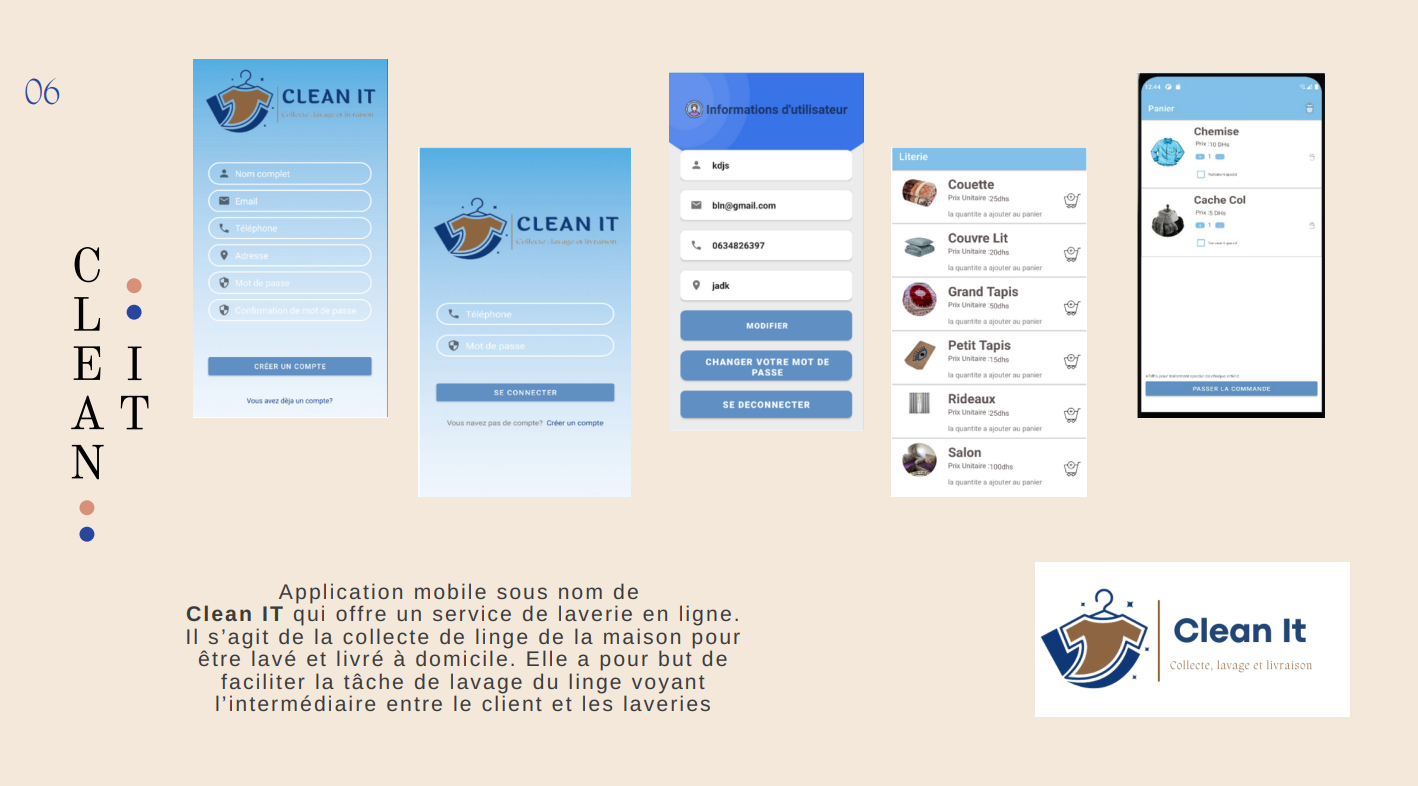 06
CLEAN
IT
CLEAN IT
Collecte, lavage et livraison
Nom complet
Email
Téléphone
Adresse
Mot de passe
Confirmation de mot de passe
CRÉER UN COMPTE
Vous avez dèja un compte?
CLEAN IT
Collecte, lavage et livraison
Téléphone
Mot de passe
SE CONNECTER
Vous navez pas de compte? Créer un compte
Informations d'utilisateur
kdjs
bln@gmail.com
0634826397
jadk
MODIFIER
CHANGER VOTRE MOT DE
PASSE
SE DECONNECTER
Literie
Couette
Prix Unitaire :25dhs
la quantite a ajouter au panier
Couvre Lit
Prix Unitaire :20dhs
la quantite a ajouter au panier
Grand Tapis
Prix Unitaire :50dhs
la quantite a ajouter au panier
Petit Tapis
Prix Unitaire :15dhs
la quantite a ajouter au panier
Rideaux
Prix Unitaire :25dhs
la quantite a ajouter au panier
Salon
Prix Unitaire :100dhs
la quantite a ajouter au panier
12:44
Panier
Chemise
Prix :10 DHs
1
Cache Col
Prix :5 DHs
1
PASSER LA COMMANDE
Application mobile sous nom de
Clean IT qui offre un service de laverie en ligne.
Il s’agit de la collecte de linge de la maison pour
être lavé et livré à domicile. Elle a pour but de
faciliter la tâche de lavage du linge voyant
l’intermédiaire entre le client et les laveries
Clean It
Collecte, lavage et livraison